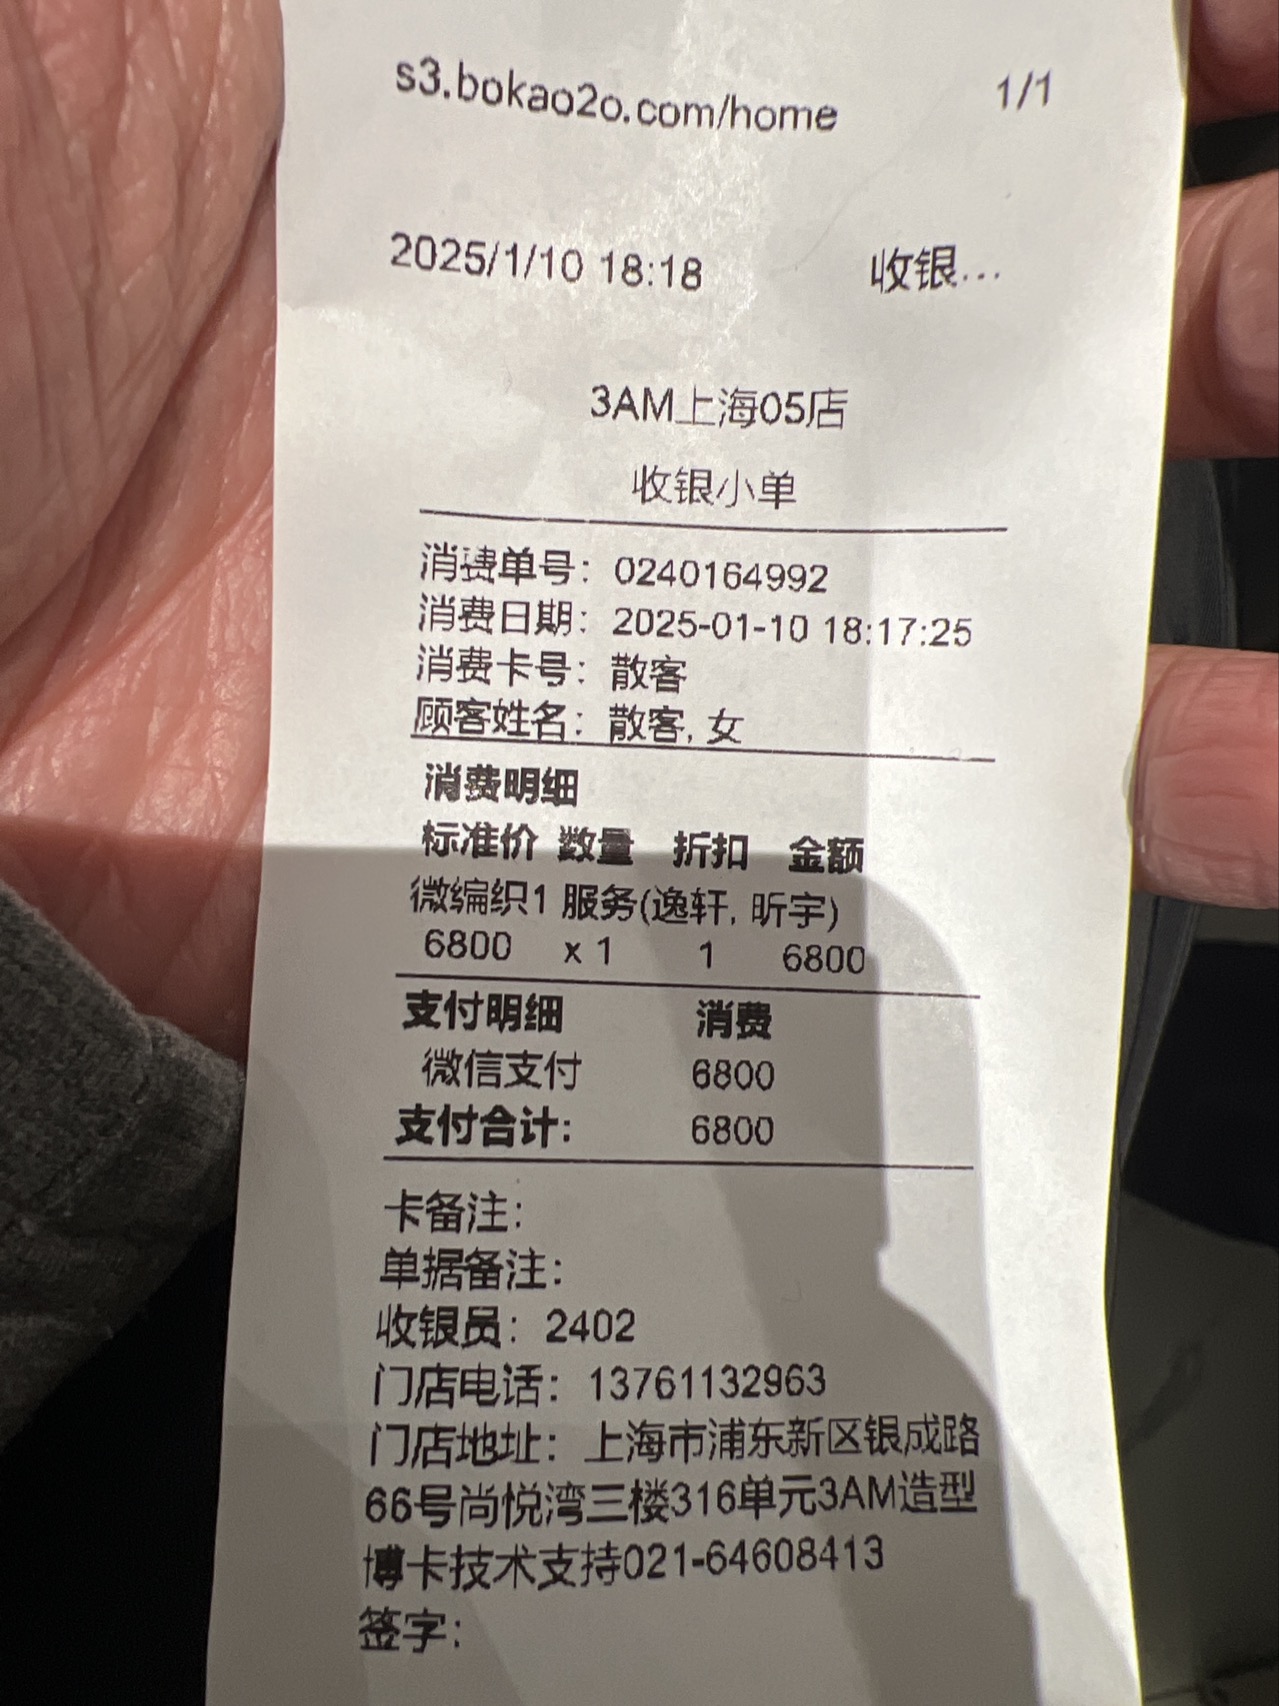 s3.bokao2o.com/home 1/1
2025/1/10 18:18 收银...
3AM上海05店
收银小单
消费单号：0240164992
消费日期：2025-01-10 18:17:25
消费卡号：散客
顾客姓名：散客, 女
消费明细
标准价 数量 折扣 金额
微编织1 服务(逸轩, 昕宇)
6800 x 1 1 6800
支付明细 消费
微信支付 6800
支付合计: 6800
卡备注:
单据备注:
收银员：2402
门店电话：13761132963
门店地址：上海市浦东新区银成路
66号尚悦湾三楼316单元3AM造型
博卡技术支持021-64608413
签字: